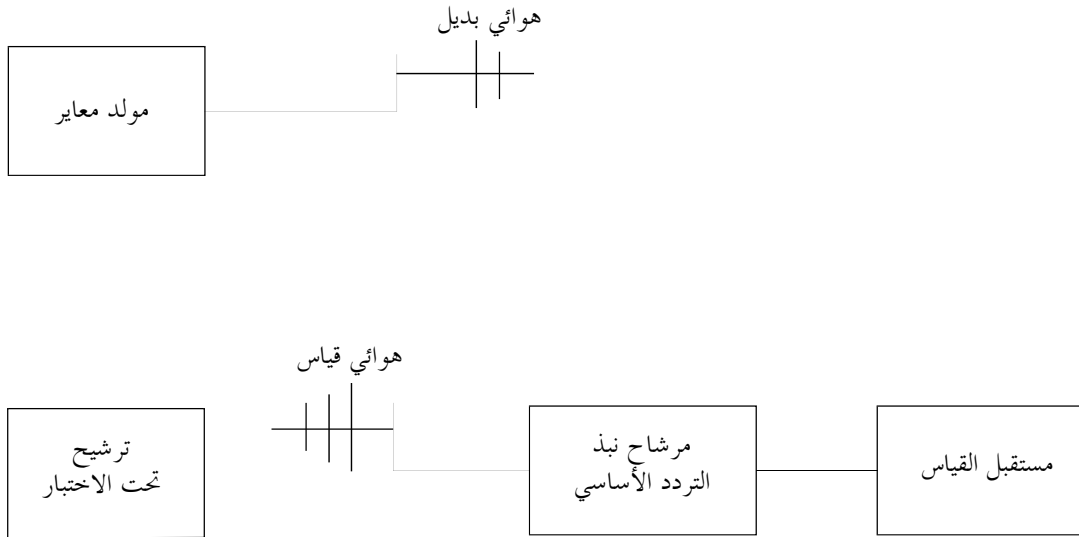 هوائي بديل
مولد معاير
هوائي قياس
ترشيح
تحت الاختبار
مرشاح نبذ
التردد الأساسي
مستقبل القياس